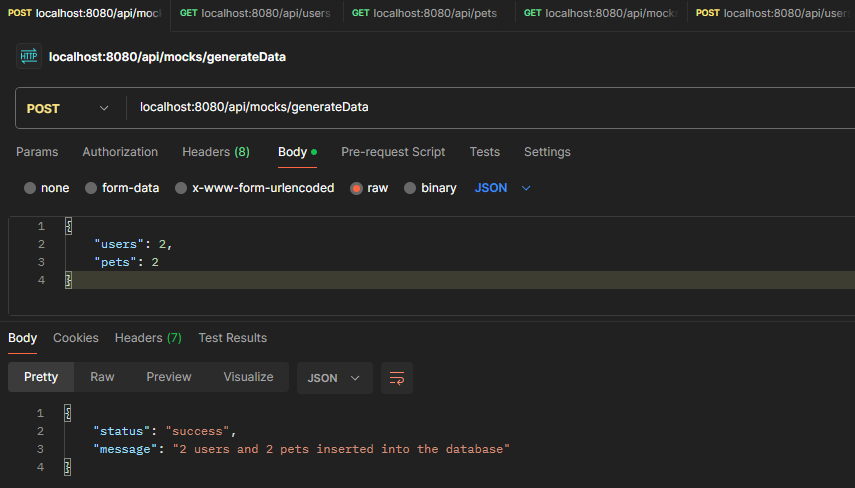 POST localhost:8080/api/mock GET localhost:8080/api/users GET localhost:8080/api/pets GET localhost:8080/api/mock POST localhost:8080/api/user
HTTP localhost:8080/api/mocks/generateData
POST localhost:8080/api/mocks/generateData
Params Authorization Headers (8) Body Pre-request Script Tests Settings
none form-data x-www-form-urlencoded raw binary JSON
1 {
2 "users": 2,
3 "pets": 2
4 }
Body Cookies Headers (7) Test Results
Pretty Raw Preview Visualize JSON
1 {
2 "status": "success",
3 "message": "2 users and 2 pets inserted into the database"
4 }